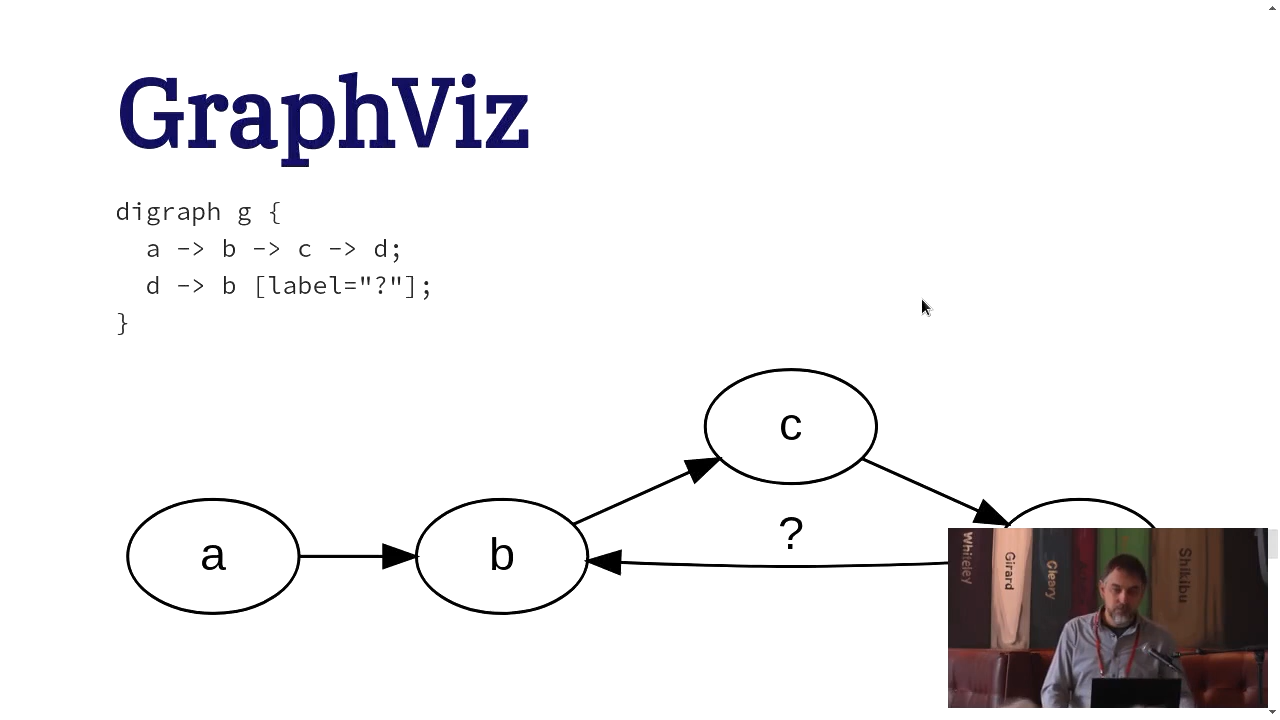 GraphViz
digraph g {
  a -> b -> c -> d;
  d -> b [label="?"];
}
c
?
a
b
Whiteley
Girard
Cleary
Shikibu